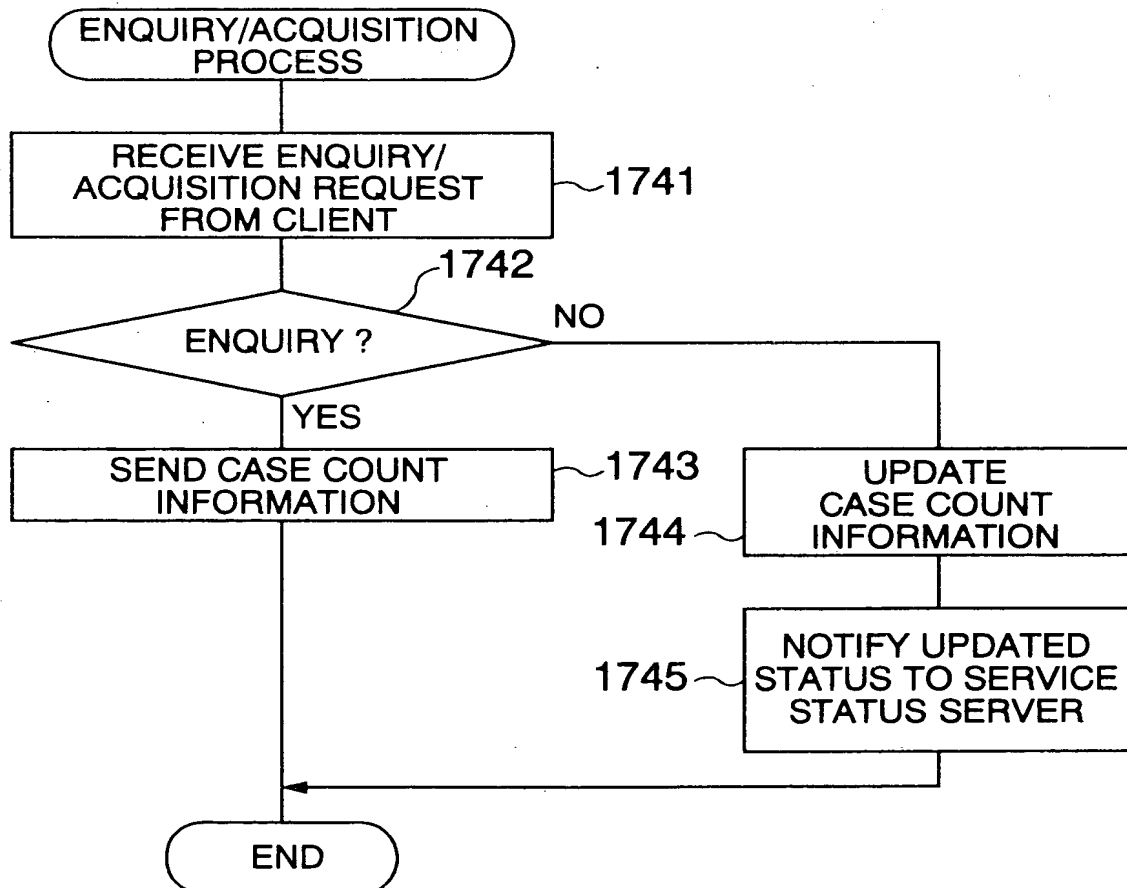 ENQUIRY/ACQUISITION
PROCESS
RECEIVE ENQUIRY/
ACQUISITION REQUEST
FROM CLIENT
1741
1742
ENQUIRY ?
NO
YES
SEND CASE COUNT
INFORMATION
1743
UPDATE
CASE COUNT
INFORMATION
1744
NOTIFY UPDATED
STATUS TO SERVICE
STATUS SERVER
1745
END